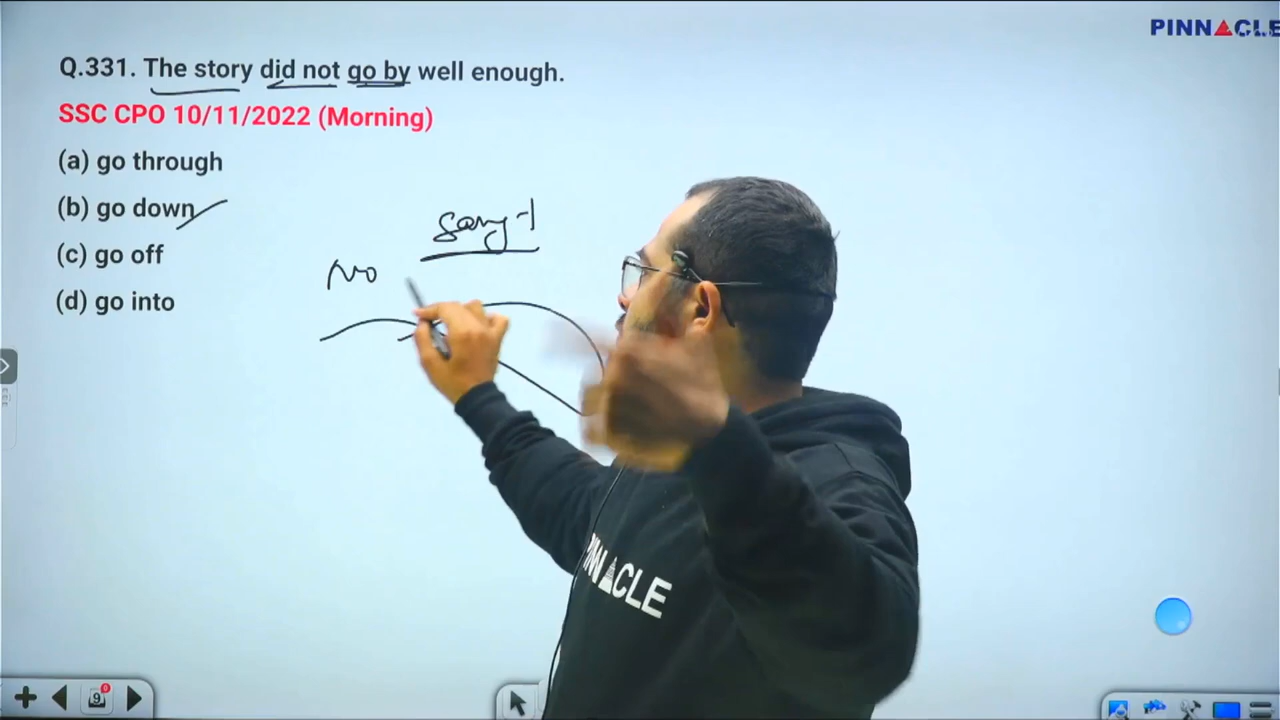 PINNACLE
Q.331. The story did not go by well enough.
SSC CPO 10/11/2022 (Morning)
(a) go through
(b) go down
(c) go off
(d) go into
No
9
PINNACLE